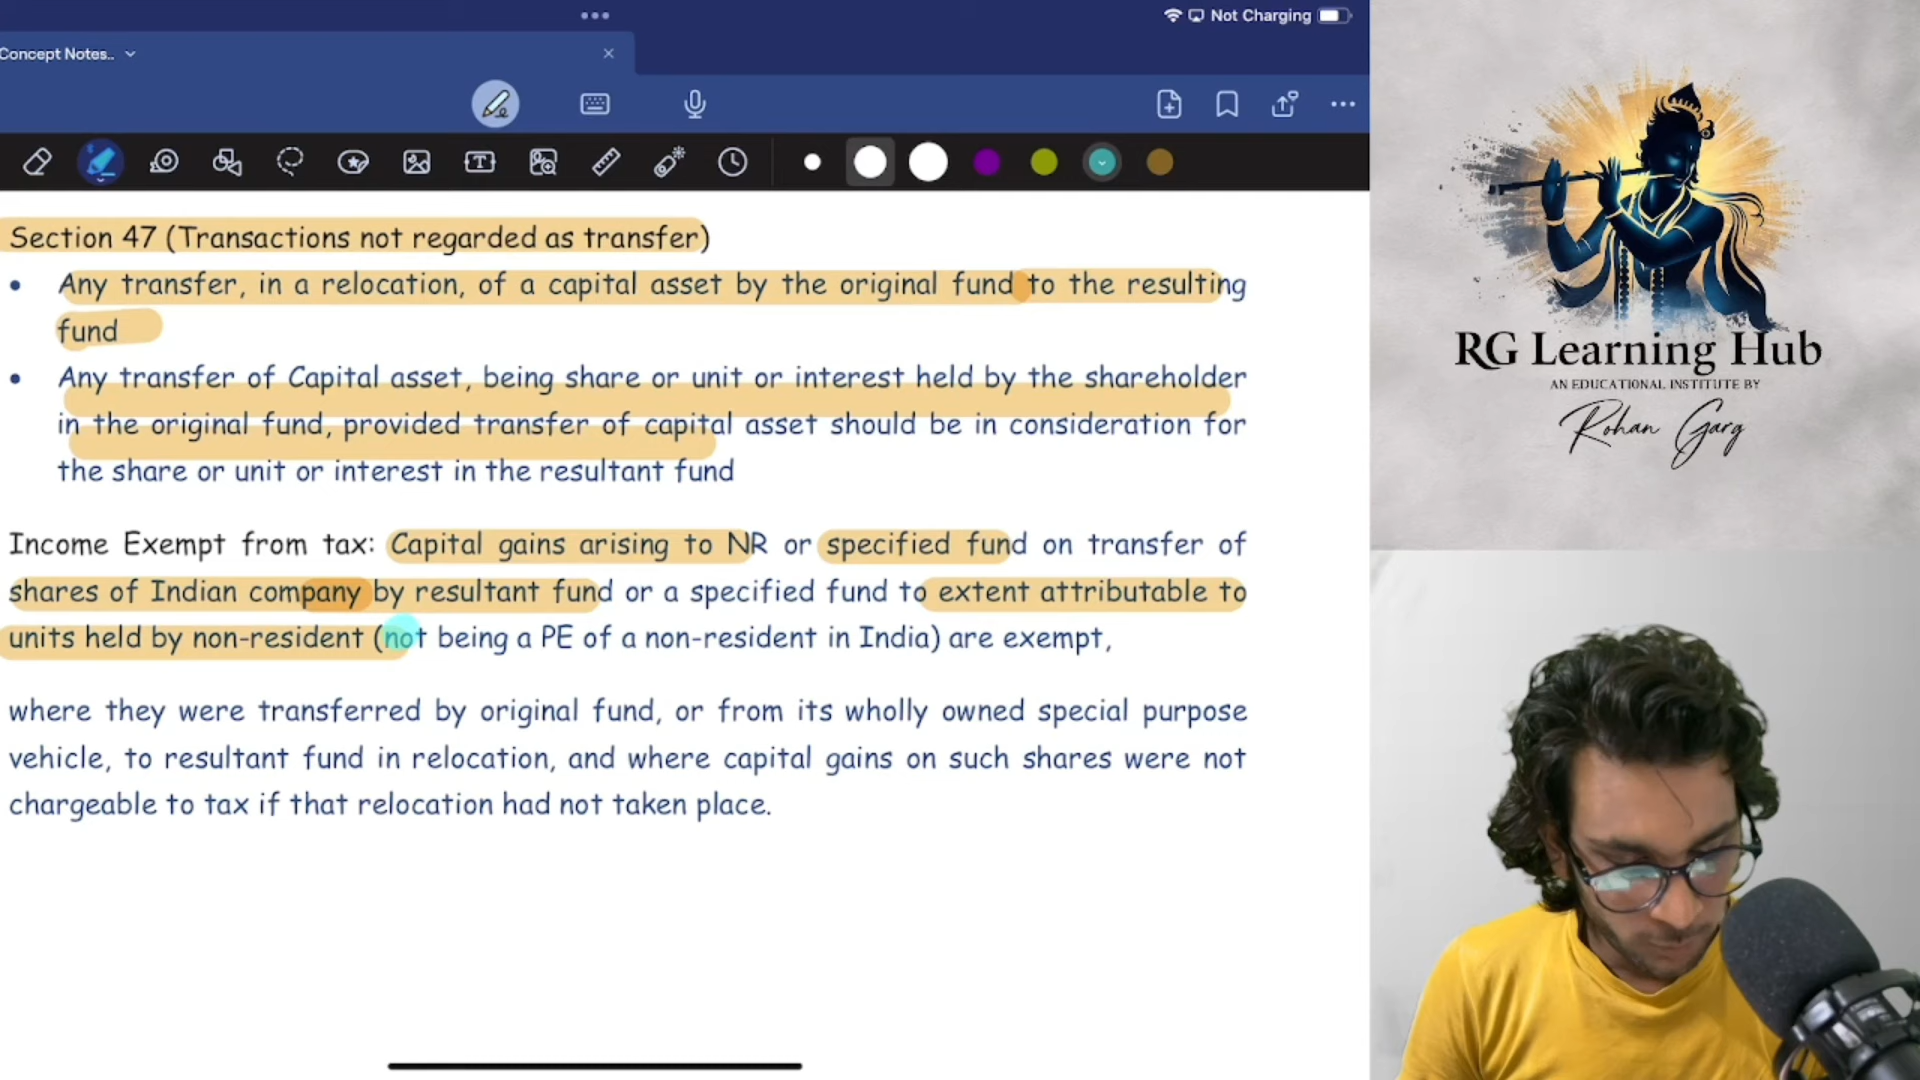 Not Charging
Concept Notes..
Section 47 (Transactions not regarded as transfer)
• Any transfer, in a relocation, of a capital asset by the original fund to the resulting
fund
• Any transfer of Capital asset, being share or unit or interest held by the shareholder
in the original fund, provided transfer of capital asset should be in consideration for
the share or unit or interest in the resultant fund
Income Exempt from tax: Capital gains arising to NR or specified fund on transfer of
shares of Indian company by resultant fund or a specified fund to extent attributable to
units held by non-resident (not being a PE of a non-resident in India) are exempt,
where they were transferred by original fund, or from its wholly owned special purpose
vehicle, to resultant fund in relocation, and where capital gains on such shares were not
chargeable to tax if that relocation had not taken place.
RG Learning Hub
AN EDUCATIONAL INSTITUTE BY
Rohan Garg